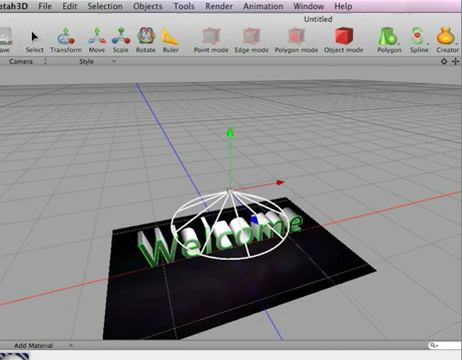 etah3D File Edit Selection Objects Tools Render Animation Window Help
Untitled
ave Select Transform Move Scale Rotate Ruler Point mode Edge mode Polygon mode Object mode Polygon Spline Creator
Camera Style
Welcome
Add Material